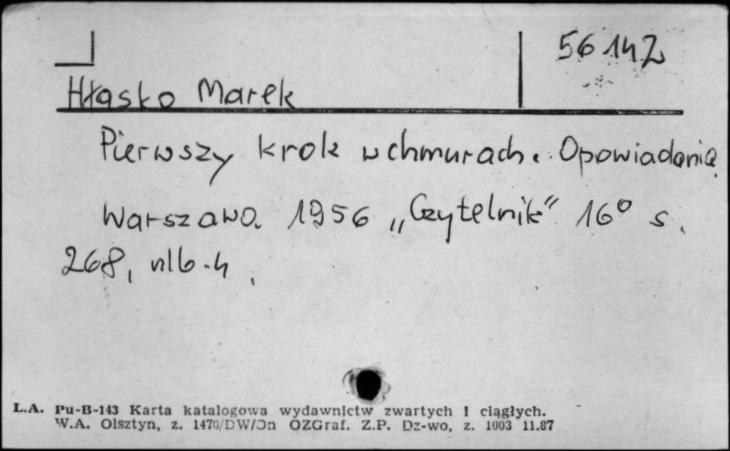 56142
Hłasko Marek
Pierwszy krok w chmurach. Opowiadania
Warszawa 1956 „Czytelnik" 16° s.
268, nlb. 4.
L.A. Pu-B-143 Karta katalogowa wydawnictw zwartych i ciągłych.
W.A. Olsztyn, z. 1470/DW/Dn OZGraf. Z.P. Dz-wo, z. 1003 11.87